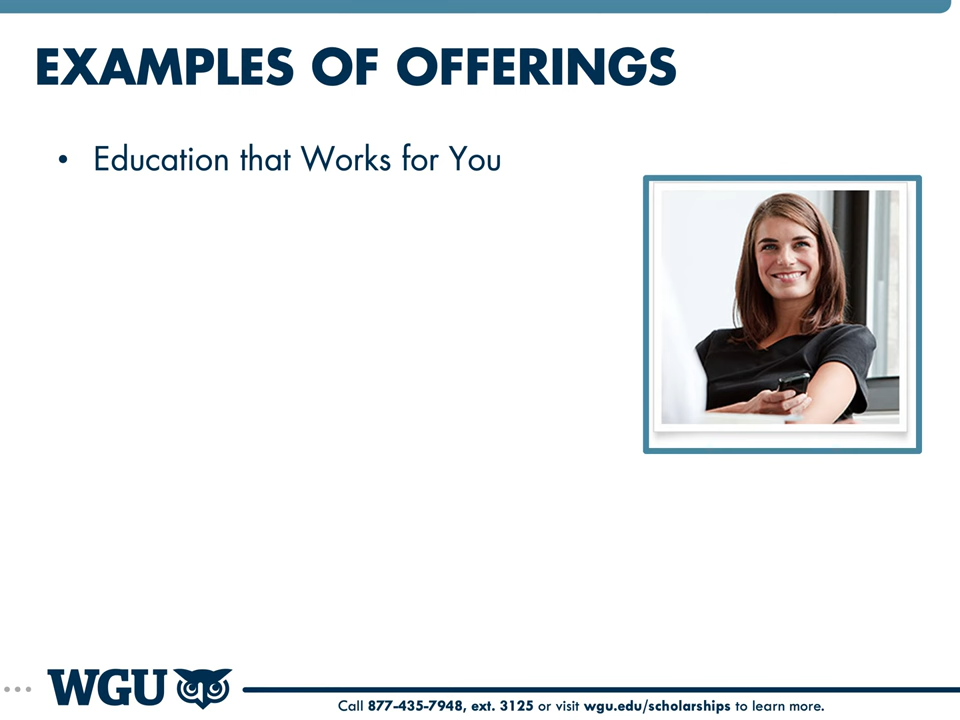 EXAMPLES OF OFFERINGS
• Education that Works for You
WGU
Call 877-435-7948, ext. 3125 or visit wgu.edu/scholarships to learn more.